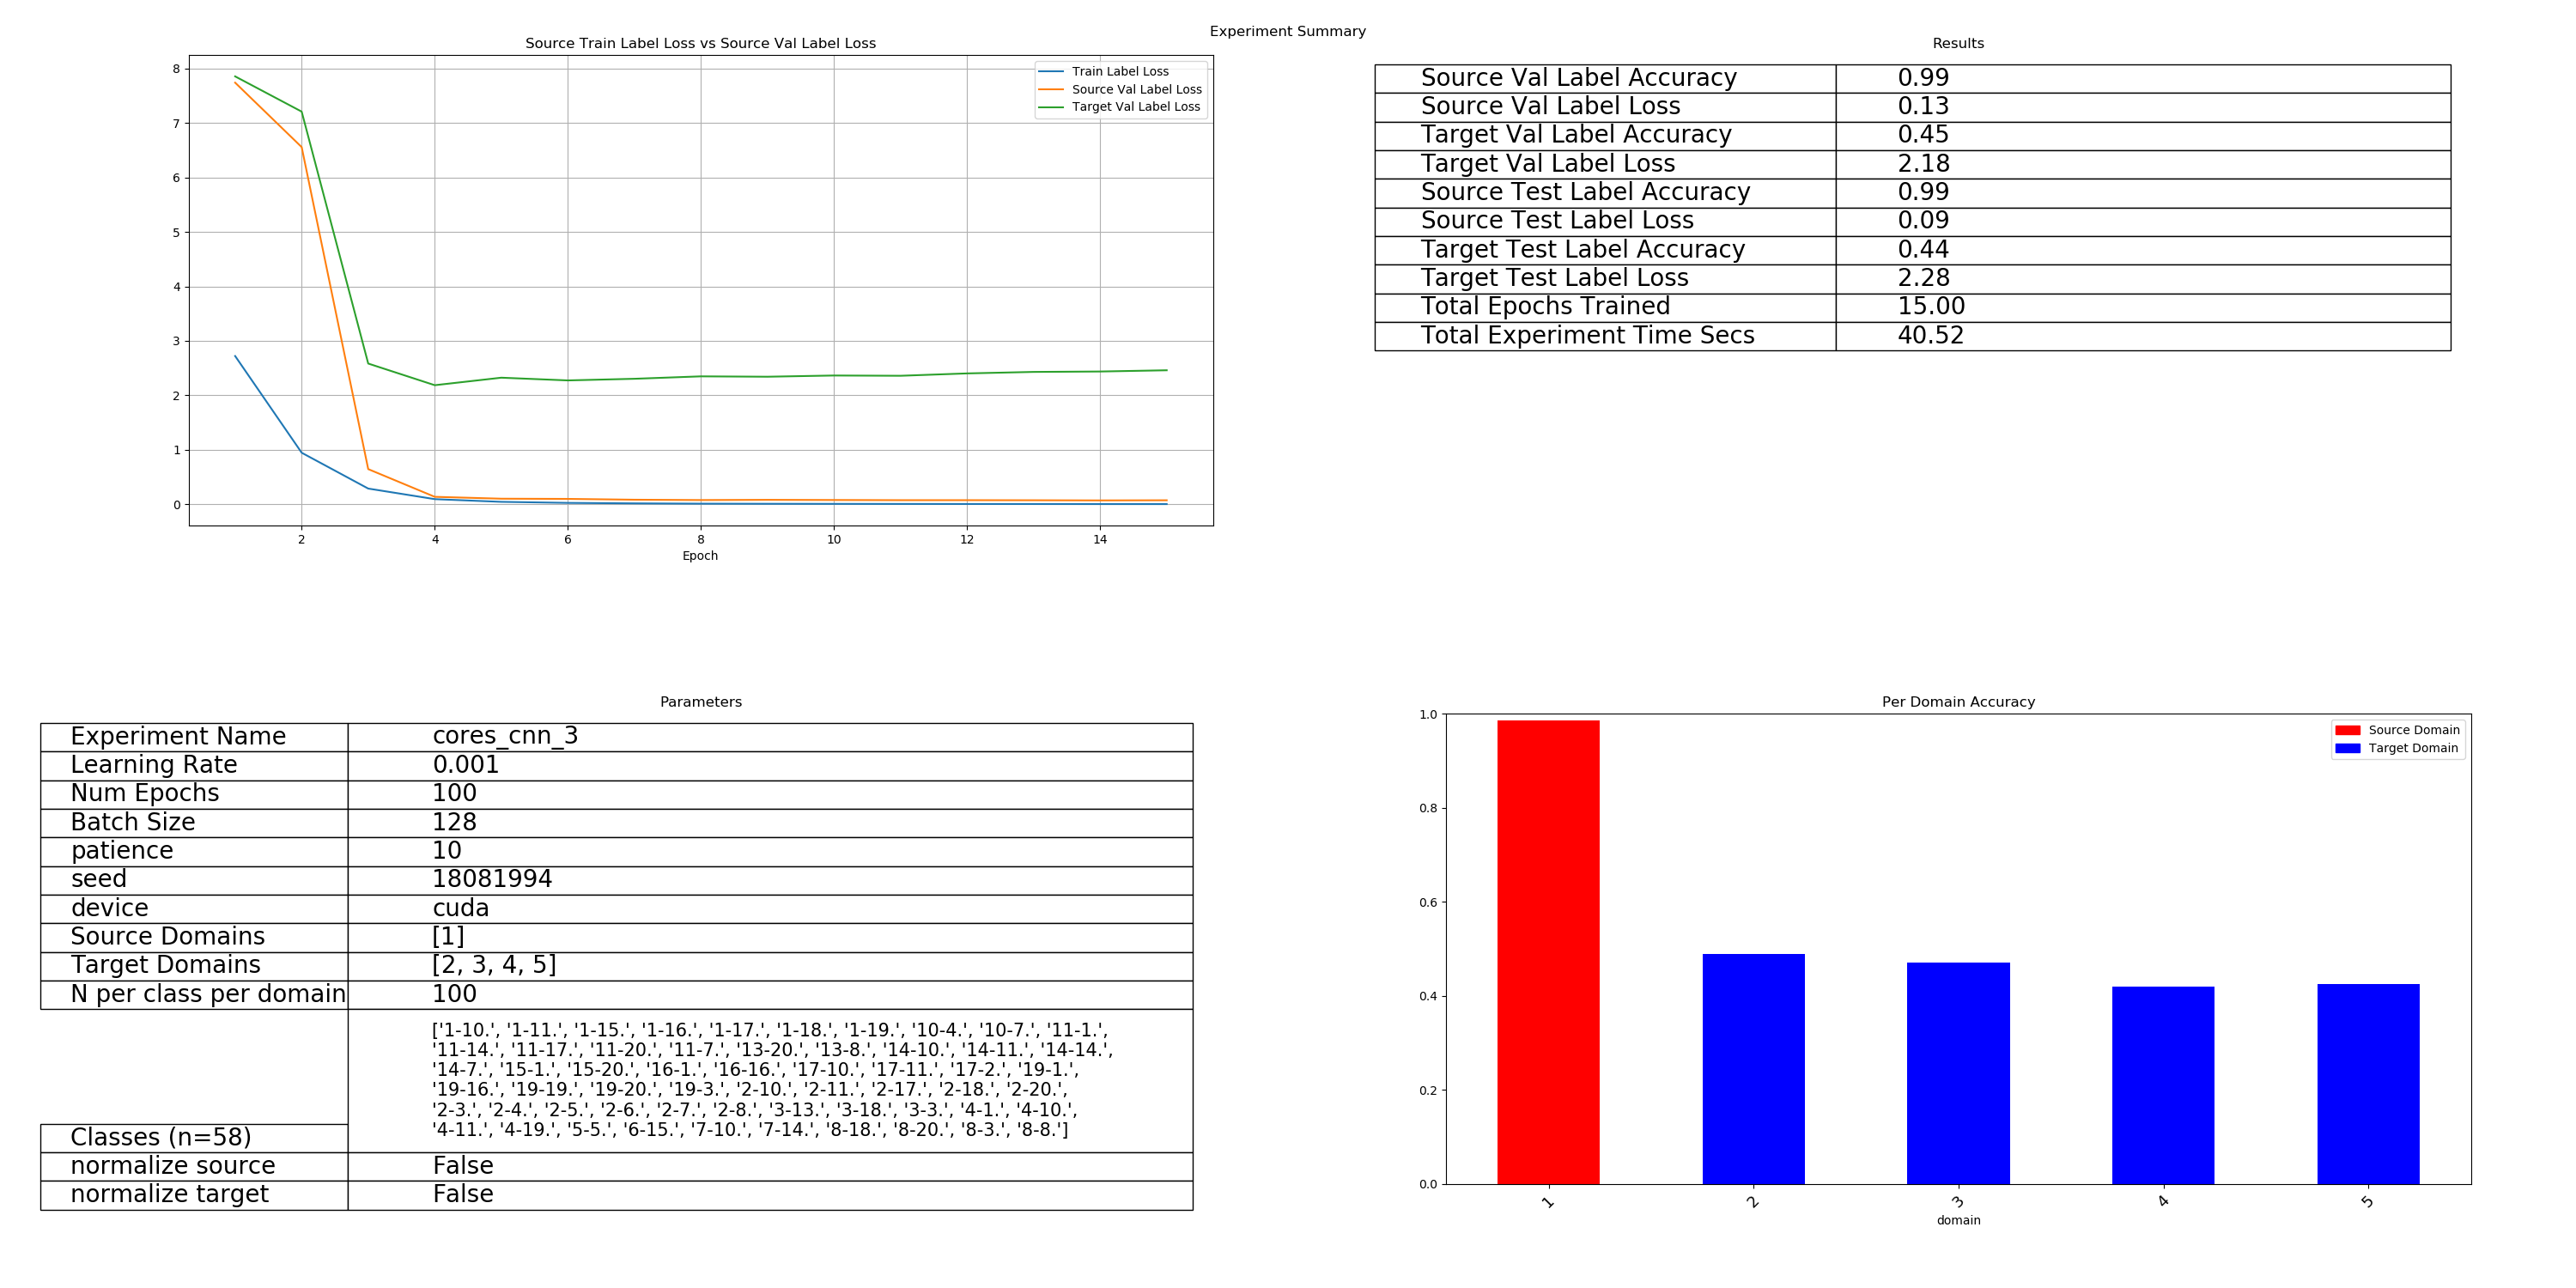 Experiment Summary
Source Train Label Loss vs Source Val Label Loss
8
7
6
5
4
3
2
1
0
2 4 6 8 10 12 14
Epoch
Train Label Loss
Source Val Label Loss
Target Val Label Loss
Results
Source Val Label Accuracy 0.99
Source Val Label Loss 0.13
Target Val Label Accuracy 0.45
Target Val Label Loss 2.18
Source Test Label Accuracy 0.99
Source Test Label Loss 0.09
Target Test Label Accuracy 0.44
Target Test Label Loss 2.28
Total Epochs Trained 15.00
Total Experiment Time Secs 40.52
Parameters
Experiment Name cores_cnn_3
Learning Rate 0.001
Num Epochs 100
Batch Size 128
patience 10
seed 18081994
device cuda
Source Domains [1]
Target Domains [2, 3, 4, 5]
N per class per domain 100
['1-10.', '1-11.', '1-15.', '1-16.', '1-17.', '1-18.', '1-19.', '10-4.', '10-7.', '11-1.',
'11-14.', '11-17.', '11-20.', '11-7.', '13-20.', '13-8.', '14-10.', '14-11.', '14-14.',
'14-7.', '15-1.', '15-20.', '16-1.', '16-16.', '17-10.', '17-11.', '17-2.', '19-1.',
'19-16.', '19-19.', '19-20.', '19-3.', '2-10.', '2-11.', '2-17.', '2-18.', '2-20.',
'2-3.', '2-4.', '2-5.', '2-6.', '2-7.', '2-8.', '3-13.', '3-18.', '3-3.', '4-1.', '4-10.',
'4-11.', '4-19.', '5-5.', '6-15.', '7-10.', '7-14.', '8-18.', '8-20.', '8-3.', '8-8.']
Classes (n=58)
normalize source False
normalize target False
Per Domain Accuracy
1.0
0.8
0.6
0.4
0.2
0.0
1 2 3 4 5
domain
Source Domain
Target Domain